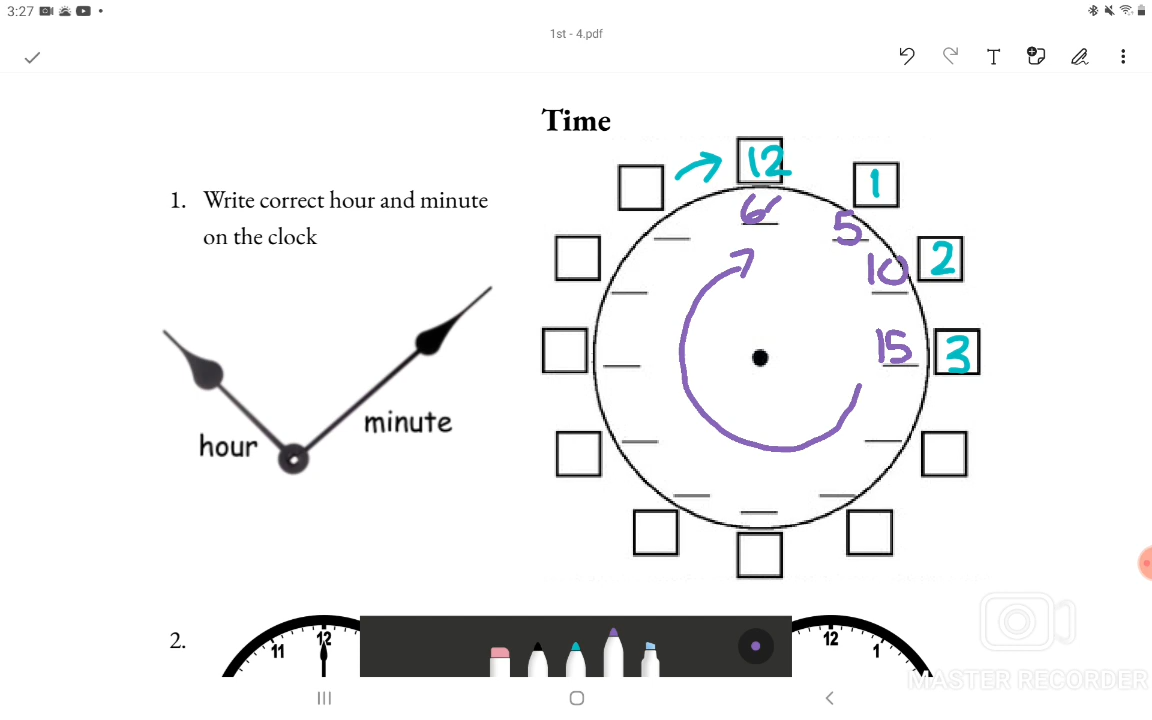 3:27
1st - 4.pdf
Time
1. Write correct hour and minute
on the clock
hour
minute
12
1
2
3
5
10
15
2.
12
11
12
1
MASTER RECORDER